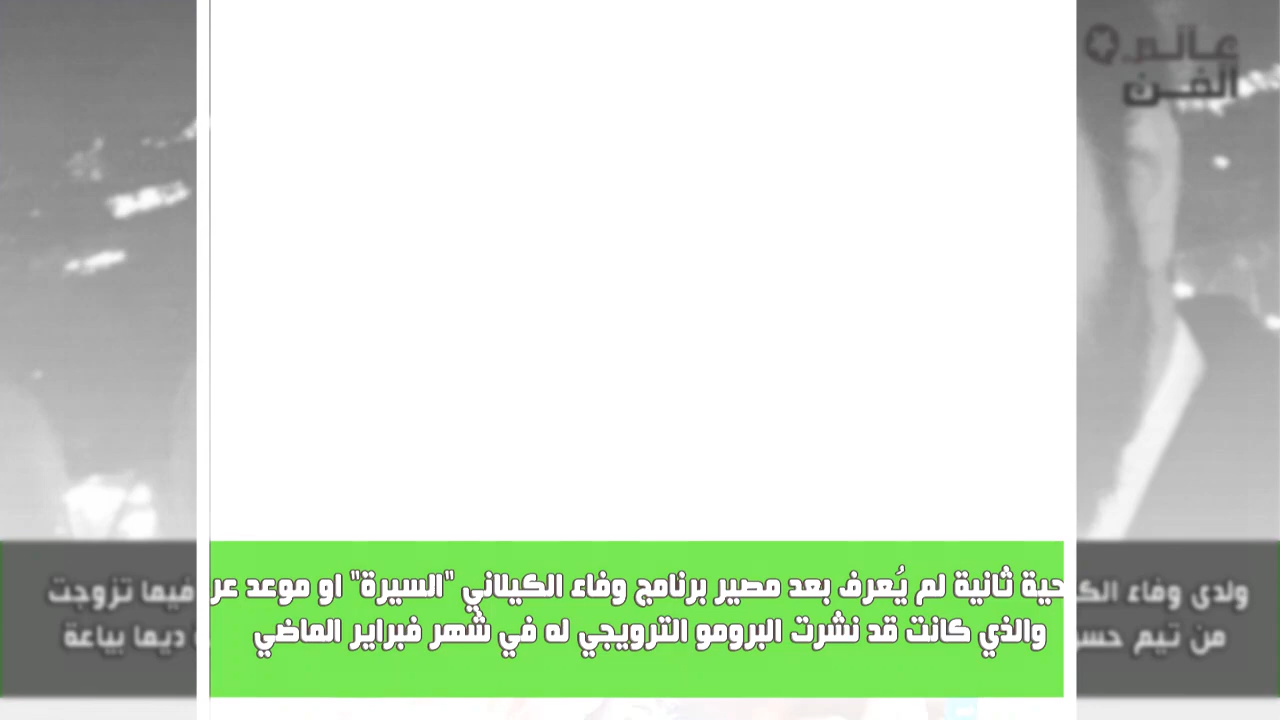 عالم
الفن
حية ثانية لم يُعرف بعد مصير برنامج وفاء الكيلاني "السيرة" او موعد عر
والذي كانت قد نشرت البرومو الترويجي له في شهر فبراير الماضي
ولدى وفاء الك
من تيم حس
فيما تزوجت
ديما بياعة